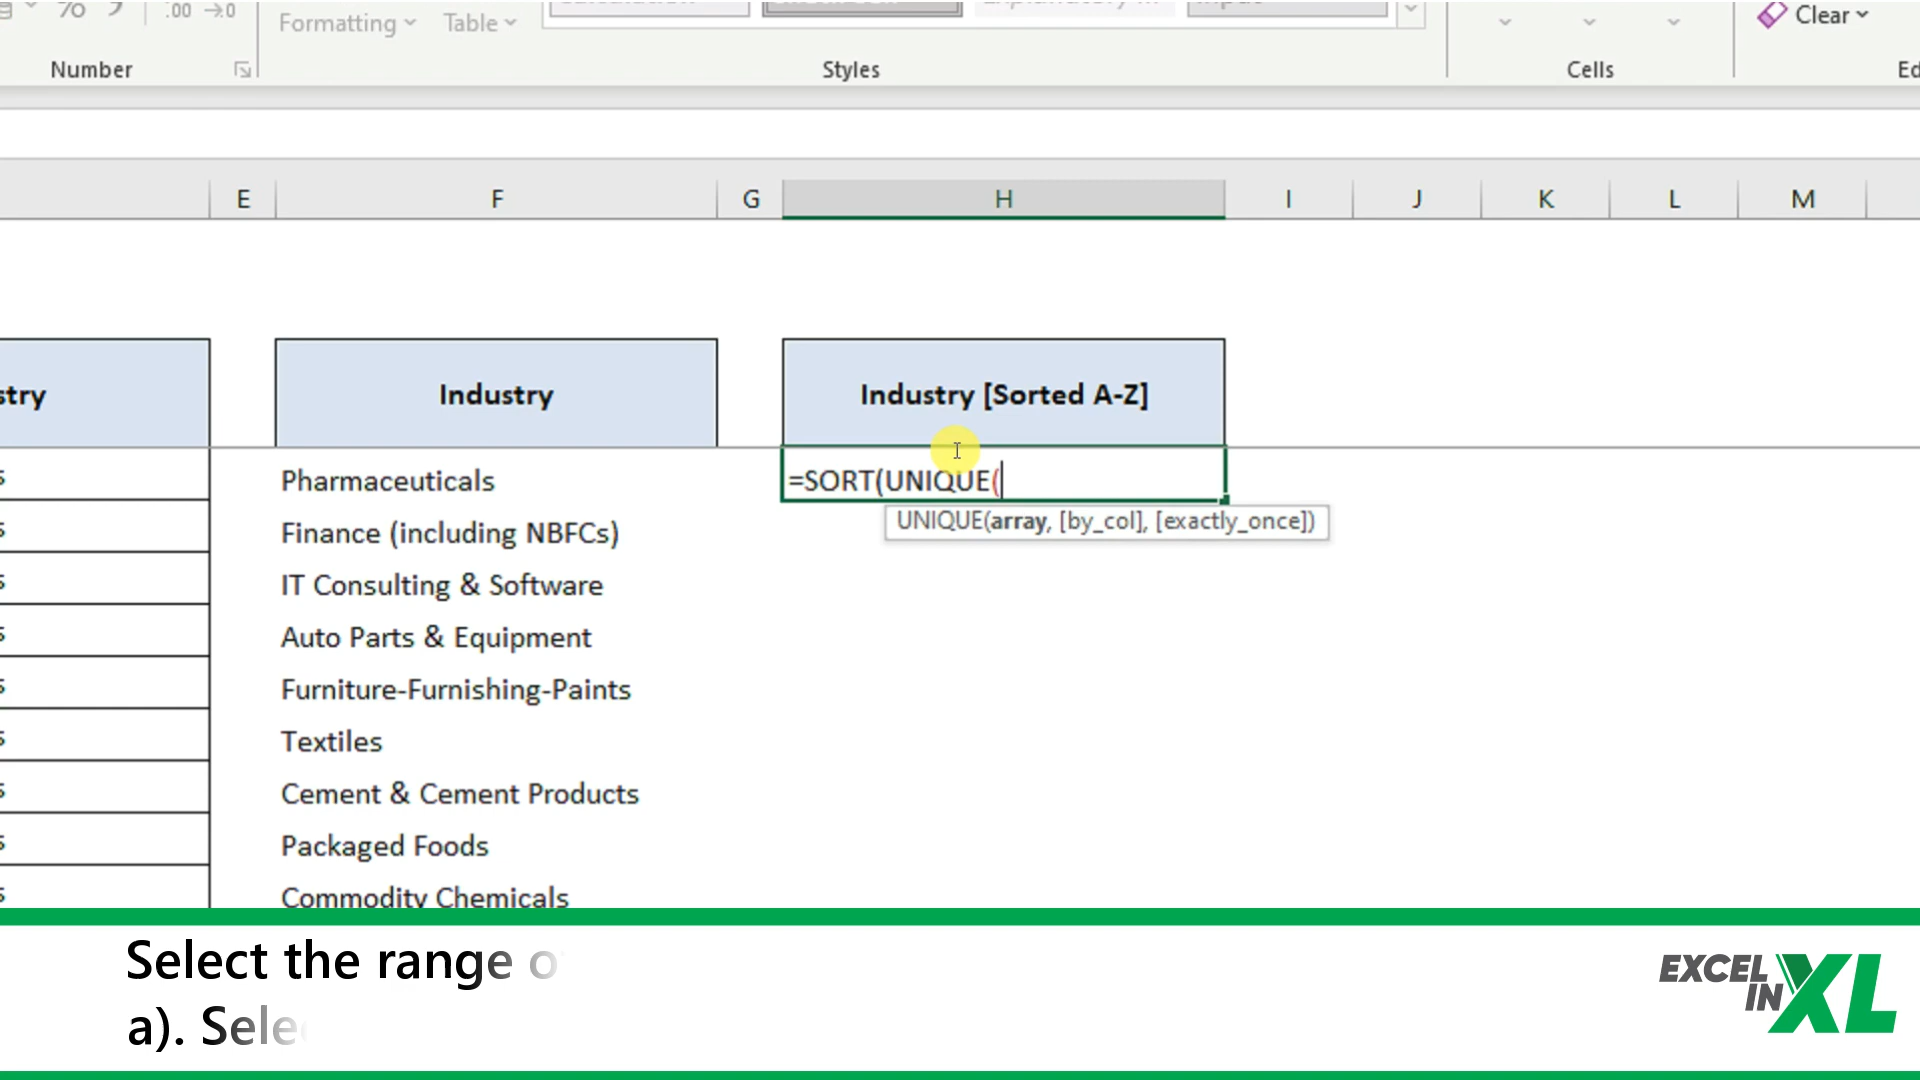 .00 →.0
Formatting
Table
Clear
Number
Styles
Cells
E
F
G
H
I
J
K
L
M
Industry
Industry [Sorted A-Z]
Pharmaceuticals
=SORT(UNIQUE(
UNIQUE(array, [by_col], [exactly_once])
Finance (including NBFCs)
IT Consulting & Software
Auto Parts & Equipment
Furniture-Furnishing-Paints
Textiles
Cement & Cement Products
Packaged Foods
Commodity Chemicals
Select the range o
a). Sele
EXCEL
IN XL